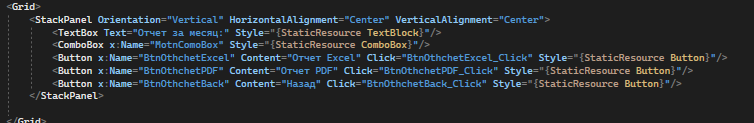 <Grid>
<StackPanel Orientation="Vertical" HorizontalAlignment="Center" VerticalAlignment="Center">
<TextBox Text="Отчет за месяц:" Style="{StaticResource TextBlock}"/>
<ComboBox x:Name="MotnComoBox" Style="{StaticResource ComboBox}"/>
<Button x:Name="BtnOthchetExcel" Content="Отчет Excel" Click="BtnOthchetExcel_Click" Style="{StaticResource Button}"/>
<Button x:Name="BtnOthchetPDF" Content="Отчет PDF" Click="BtnOthchetPDF_Click" Style="{StaticResource Button}"/>
<Button x:Name="BtnOthchetBack" Content="Назад" Click="BtnOthchetBack_Click" Style="{StaticResource Button}"/>
</StackPanel>
</Grid>